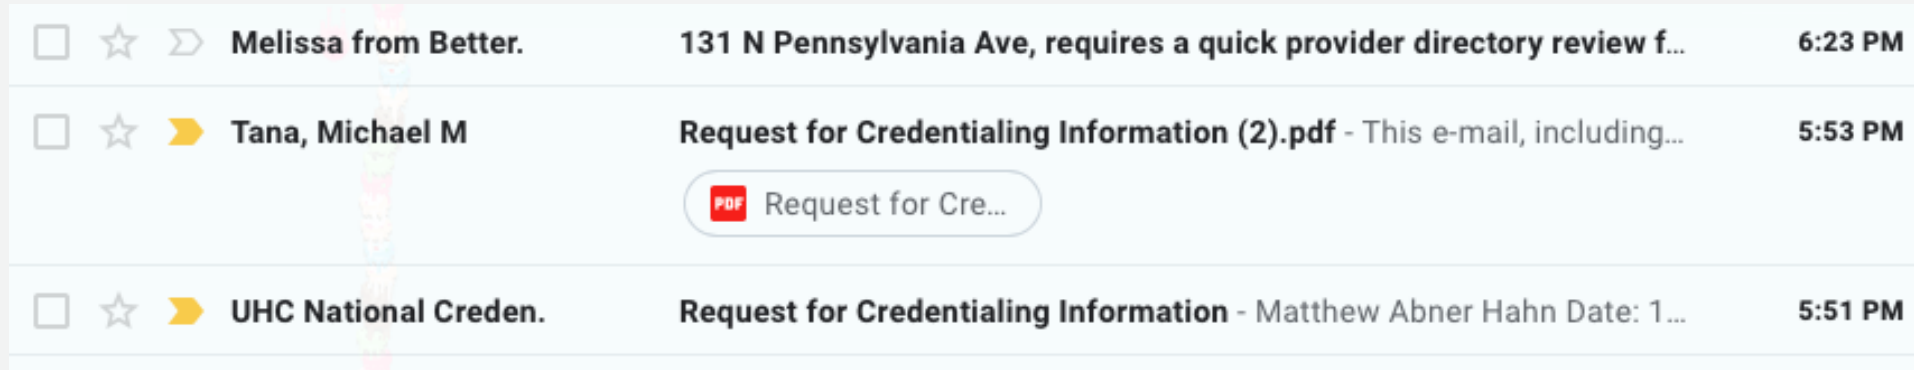 Melissa from Better. 131 N Pennsylvania Ave, requires a quick provider directory review f... 6:23 PM
Tana, Michael M Request for Credentialing Information (2).pdf - This e-mail, including... 5:53 PM
PDF Request for Cre...
UHC National Creden. Request for Credentialing Information - Matthew Abner Hahn Date: 1... 5:51 PM